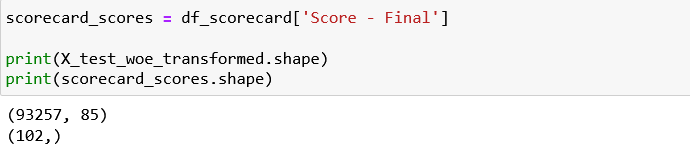 scorecard_scores = df_scorecard['Score - Final']
print(X_test_woe_transformed.shape)
print(scorecard_scores.shape)
(93257, 85)
(102,)